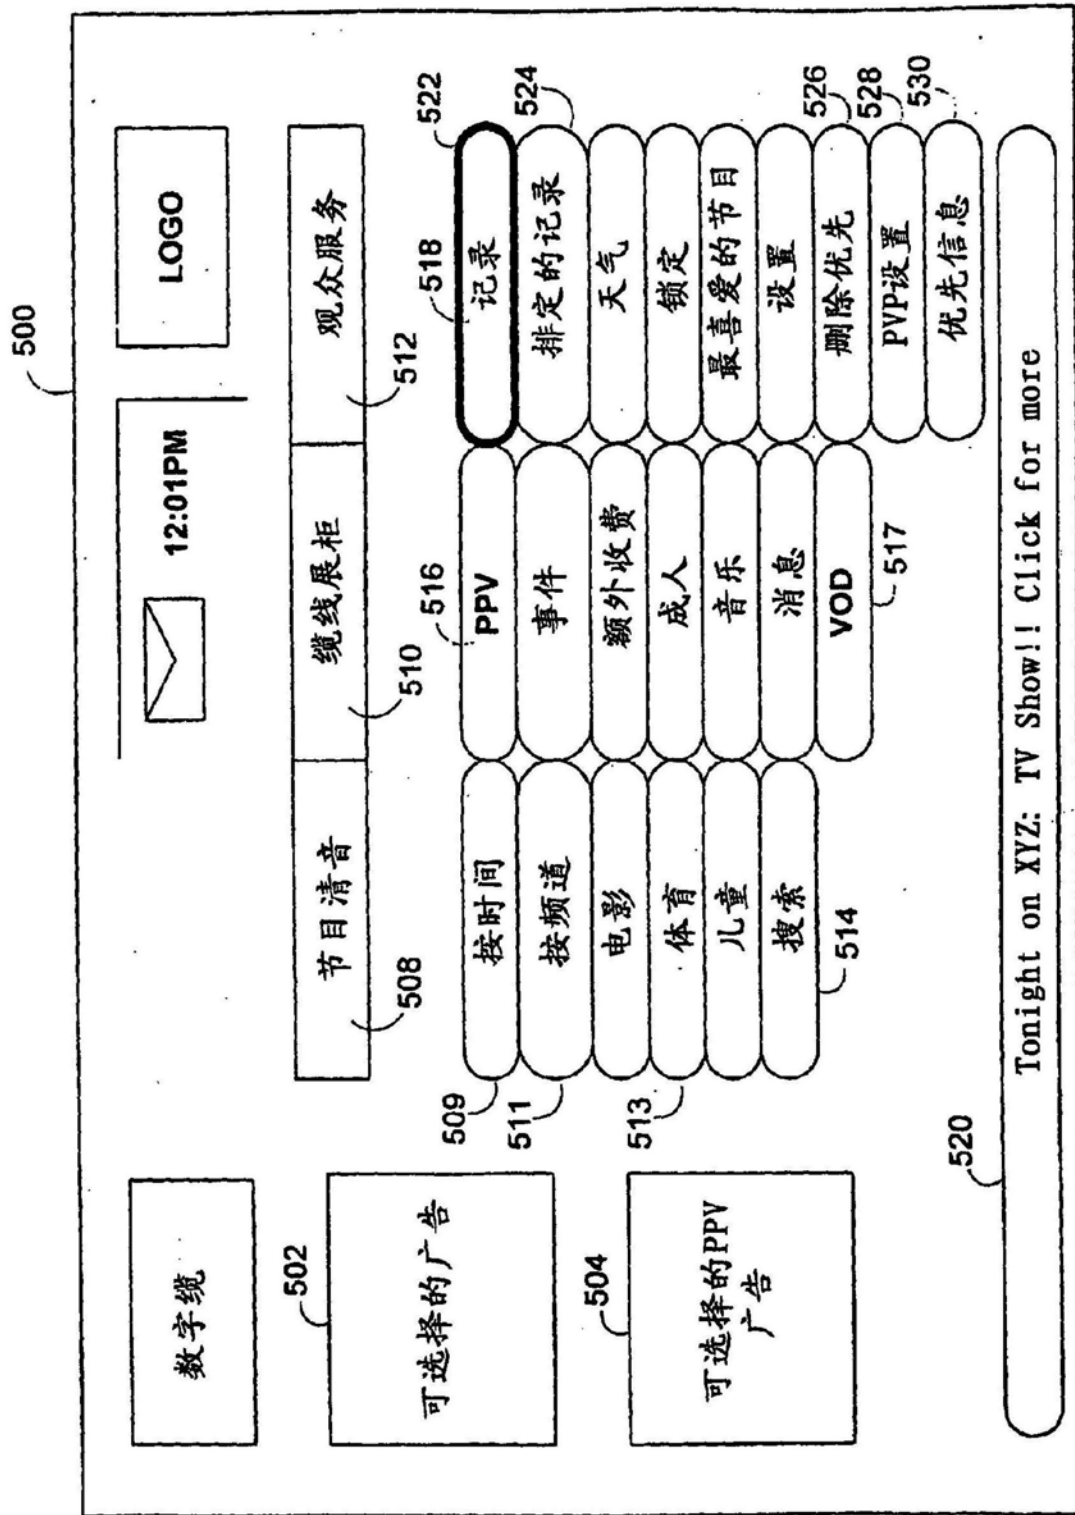 500
数字缆
12:01PM
LOGO
502
可选择的广告
504
可选择的PPV
广告
节目清音
缆线展柜
观众服务
508
510
512
516
518
522
509
按时间
PPV
记录
511
按频道
事件
排定的记录
524
电影
额外收费
天气
513
体育
成人
锁定
儿童
音乐
最喜爱的节目
搜索
消息
设置
514
VOD
删除优先
526
517
PVP设置
528
优先信息
530
520
Tonight on XYZ: TV Show!! Click for more